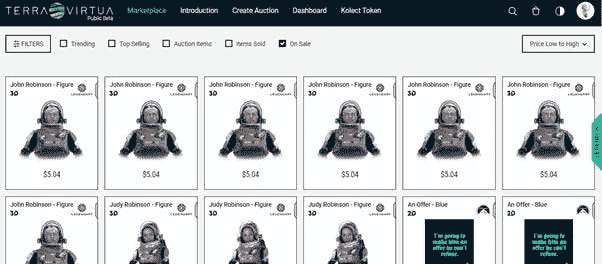 TERRA VIRTUA
Public Beta
Marketplace
Introduction
Create Auction
Dashboard
Kolect Token
FILTERS
Trending
Top Selling
Auction Items
Items Sold
On Sale
Price Low to High
John Robinson - Figure
3D
LEGENDARY
$5.04
John Robinson - Figure
3D
LEGENDARY
$5.04
John Robinson - Figure
3D
LEGENDARY
$5.04
John Robinson - Figure
3D
LEGENDARY
$5.04
John Robinson - Figure
3D
LEGENDARY
$5.04
John Robinson - Figure
3D
LEGENDARY
$5.04
John Robinson - Figure
3D
LEGENDARY
Judy Robinson - Figure
3D
LEGENDARY
Judy Robinson - Figure
3D
LEGENDARY
Judy Robinson - Figure
3D
LEGENDARY
An Offer - Blue
2D
I'm going to
make him an
offer he can't
refuse.
An Offer - Blue
2D
I'm going to
make him an
offer he can't
refuse.